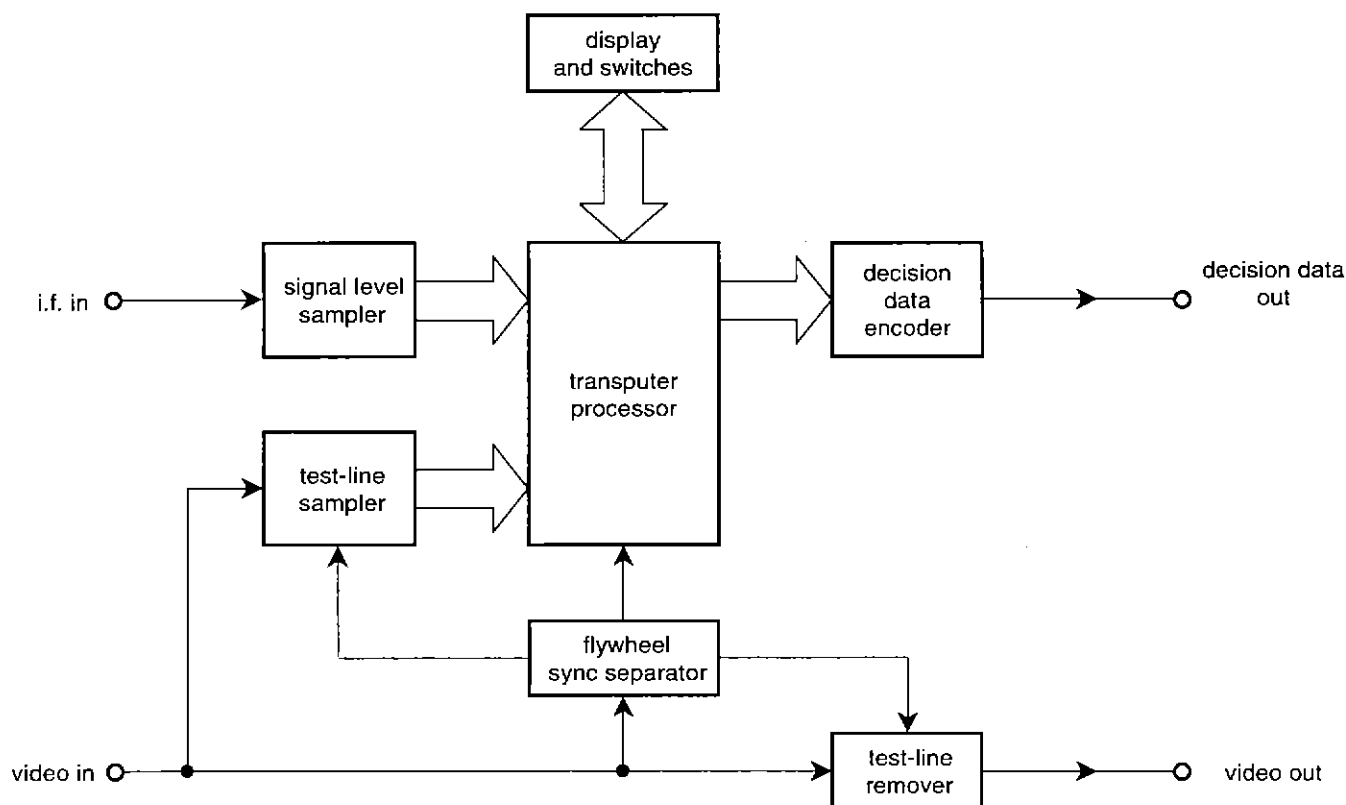 display
and switches
i.f. in
signal level
sampler
transputer
processor
decision
data
encoder
decision data
out
test-line
sampler
flywheel
sync separator
video in
test-line
remover
video out